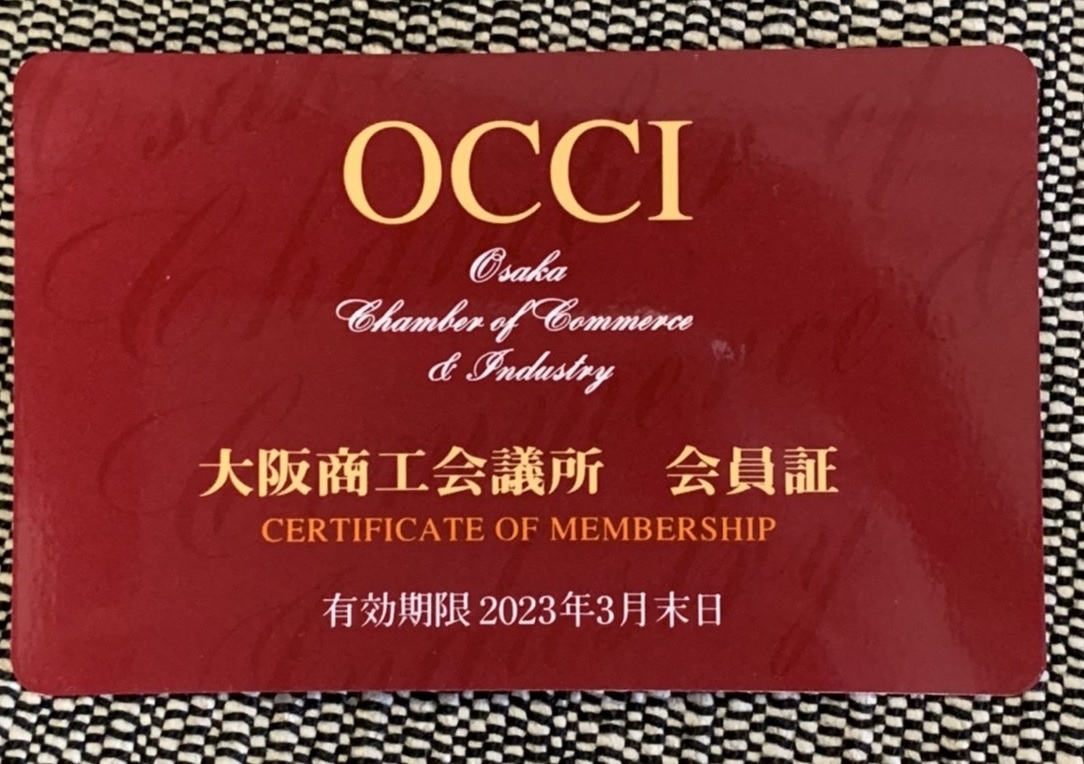 OCCI
Osaka
Chamber of Commerce
& Industry
大阪商工会議所　会員証
CERTIFICATE OF MEMBERSHIP
有効期限2023年3月末日